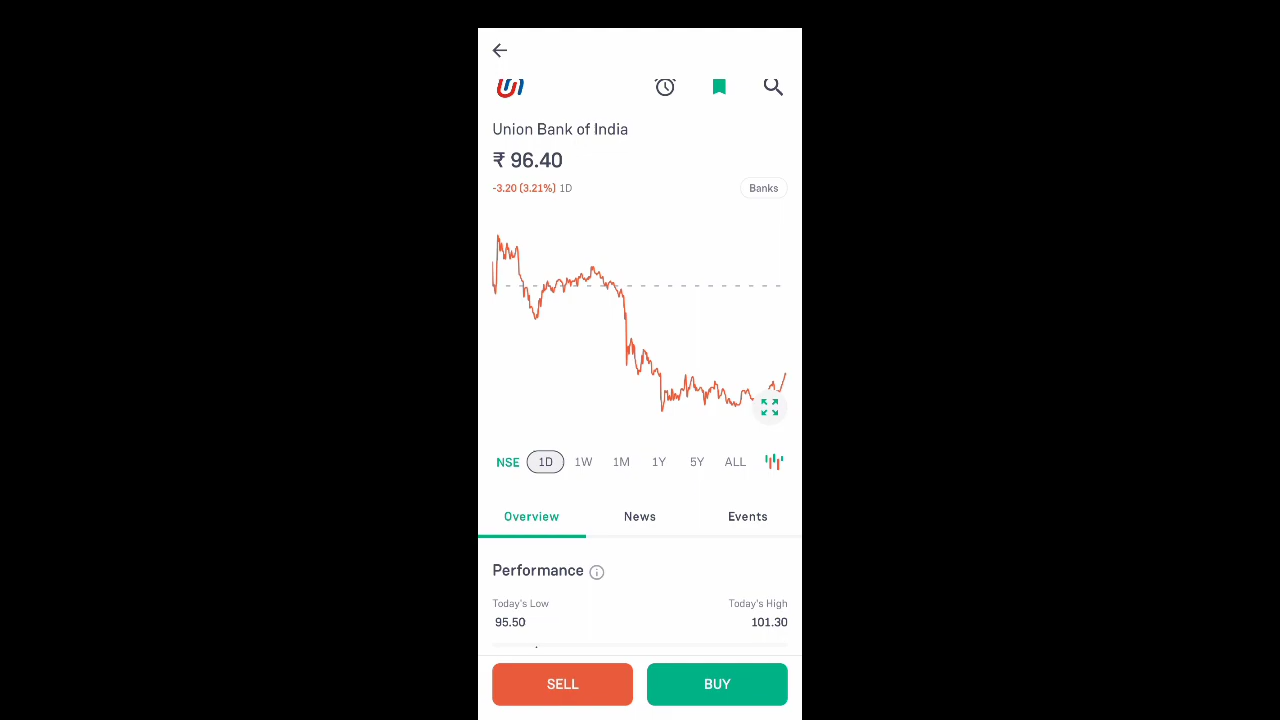 Union Bank of India
₹ 96.40
-3.20 (3.21%) 1D
Banks
NSE 1D 1W 1M 1Y 5Y ALL
Overview News Events
Performance
Today's Low Today's High
95.50 101.30
SELL BUY